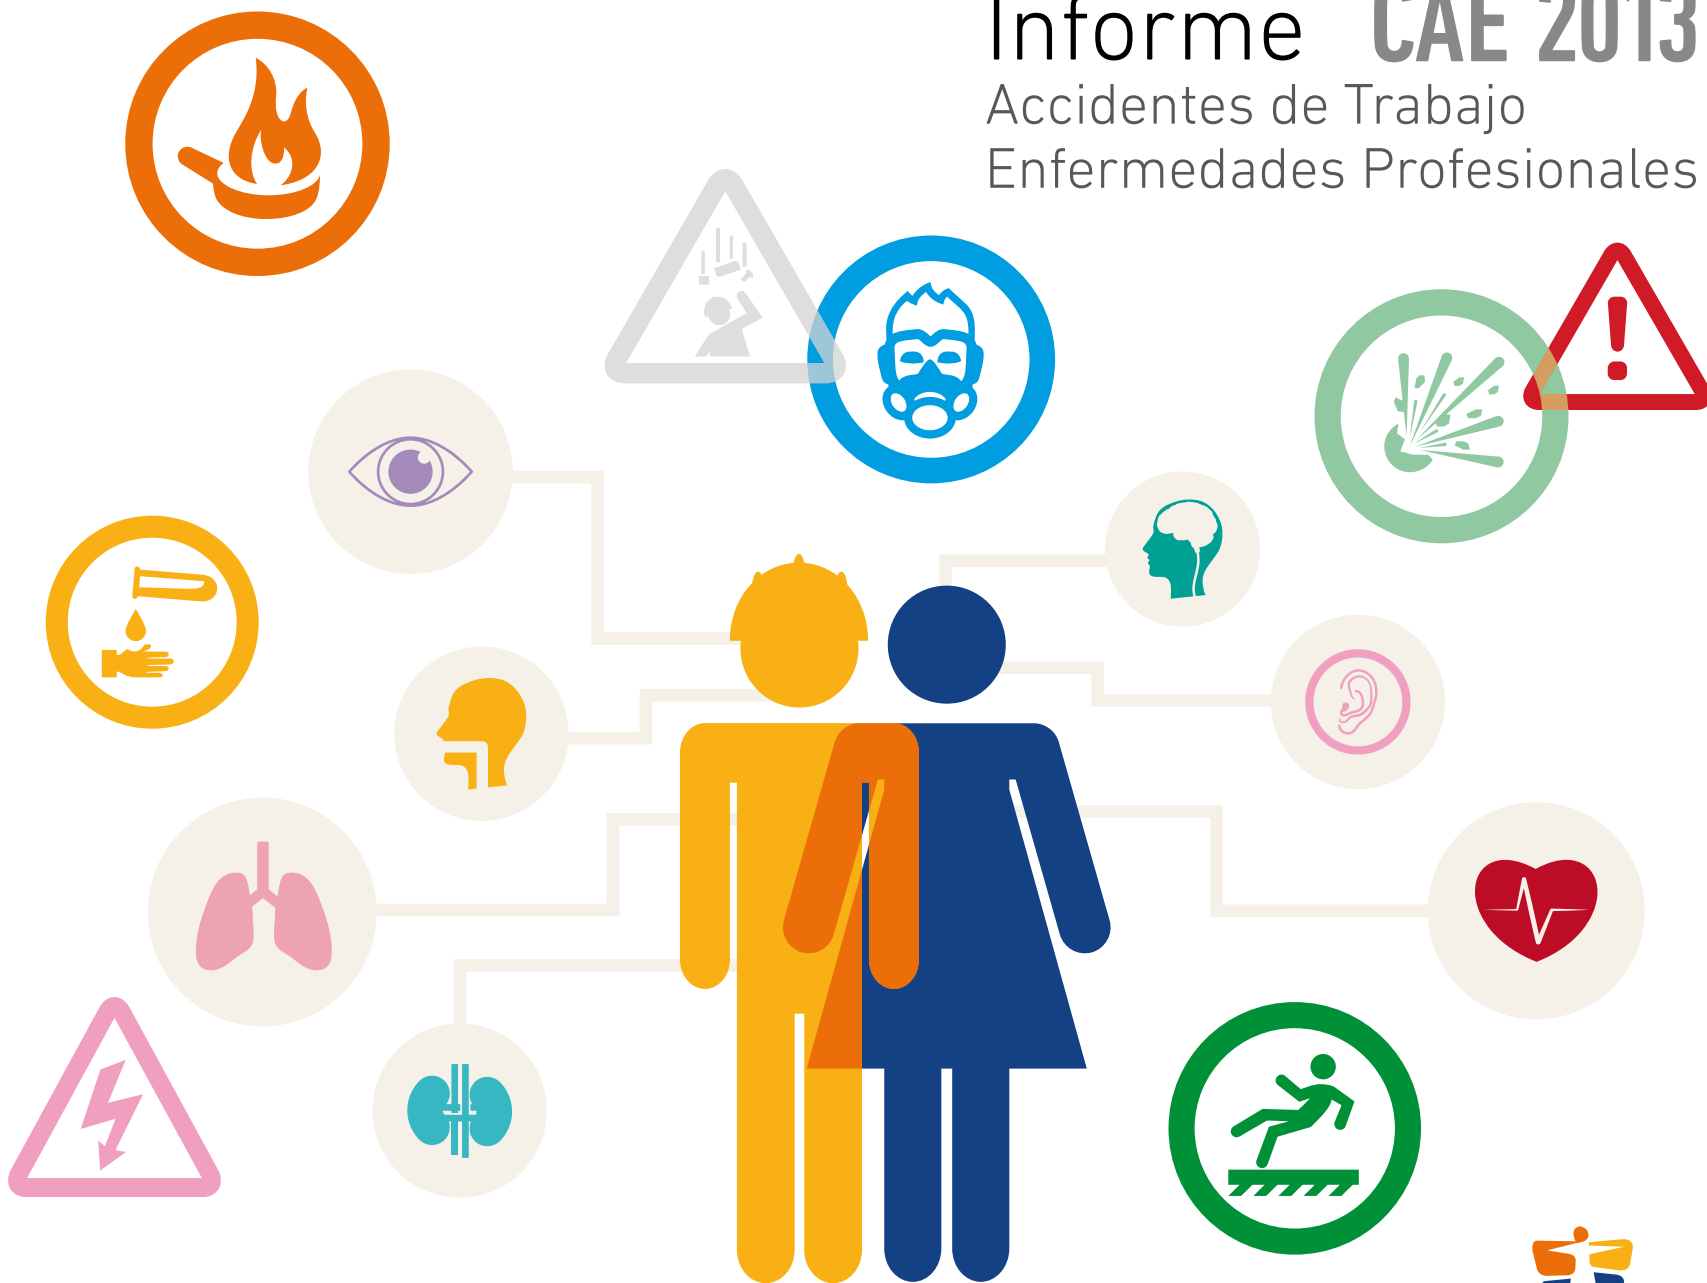 Informe CAE 2013
Accidentes de Trabajo
Enfermedades Profesionales